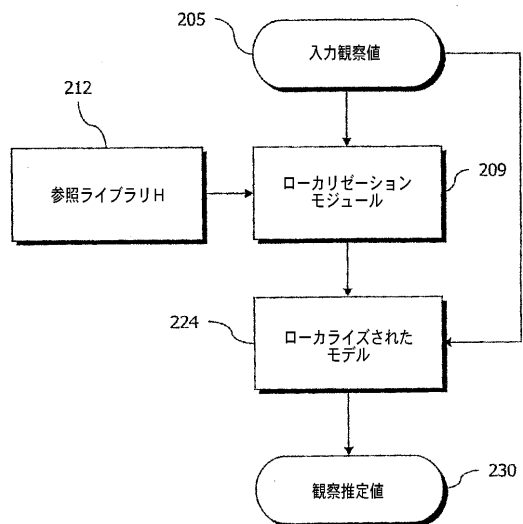 205
入力観察値
212
参照ライブラリH
ローカリゼーション
モジュール
209
224
ローカライズされた
モデル
観察推定値
230